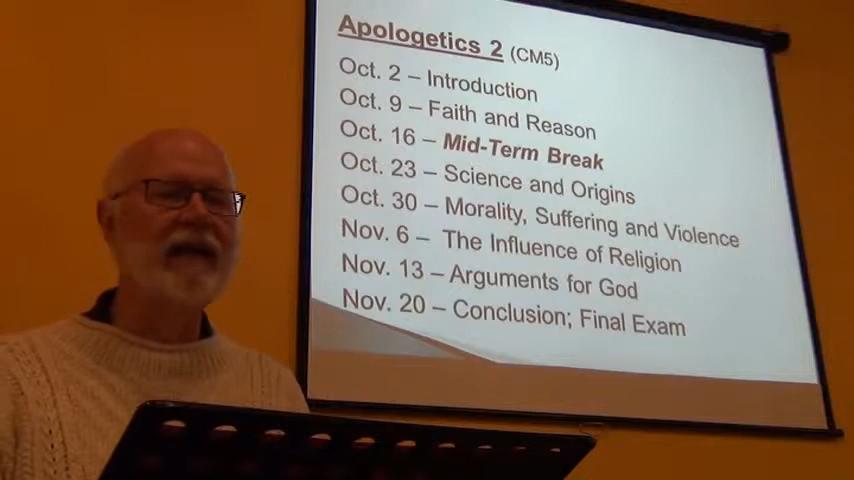 Apologetics 2 (CM5)
Oct. 2 – Introduction
Oct. 9 – Faith and Reason
Oct. 16 – Mid-Term Break
Oct. 23 – Science and Origins
Oct. 30 – Morality, Suffering and Violence
Nov. 6 – The Influence of Religion
Nov. 13 – Arguments for God
Nov. 20 – Conclusion; Final Exam